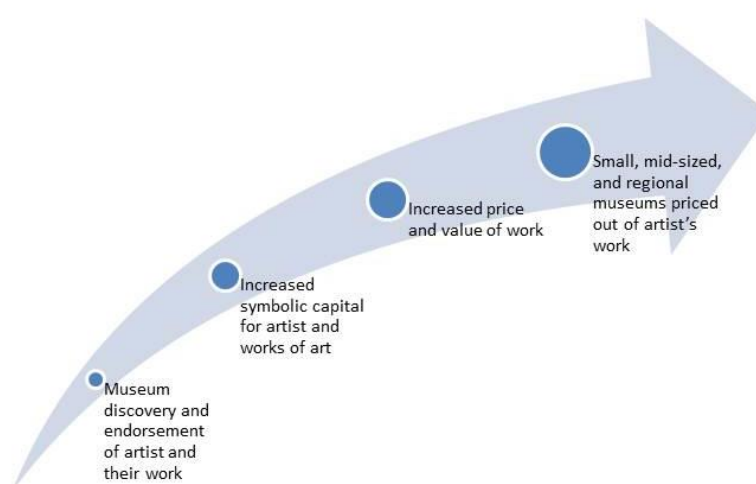 Museum
discovery and
endorsement
of artist and
their work
Increased
symbolic capital
for artist and
works of art
Increased price
and value of work
Small, mid-sized,
and regional
museums priced
out of artist’s
work